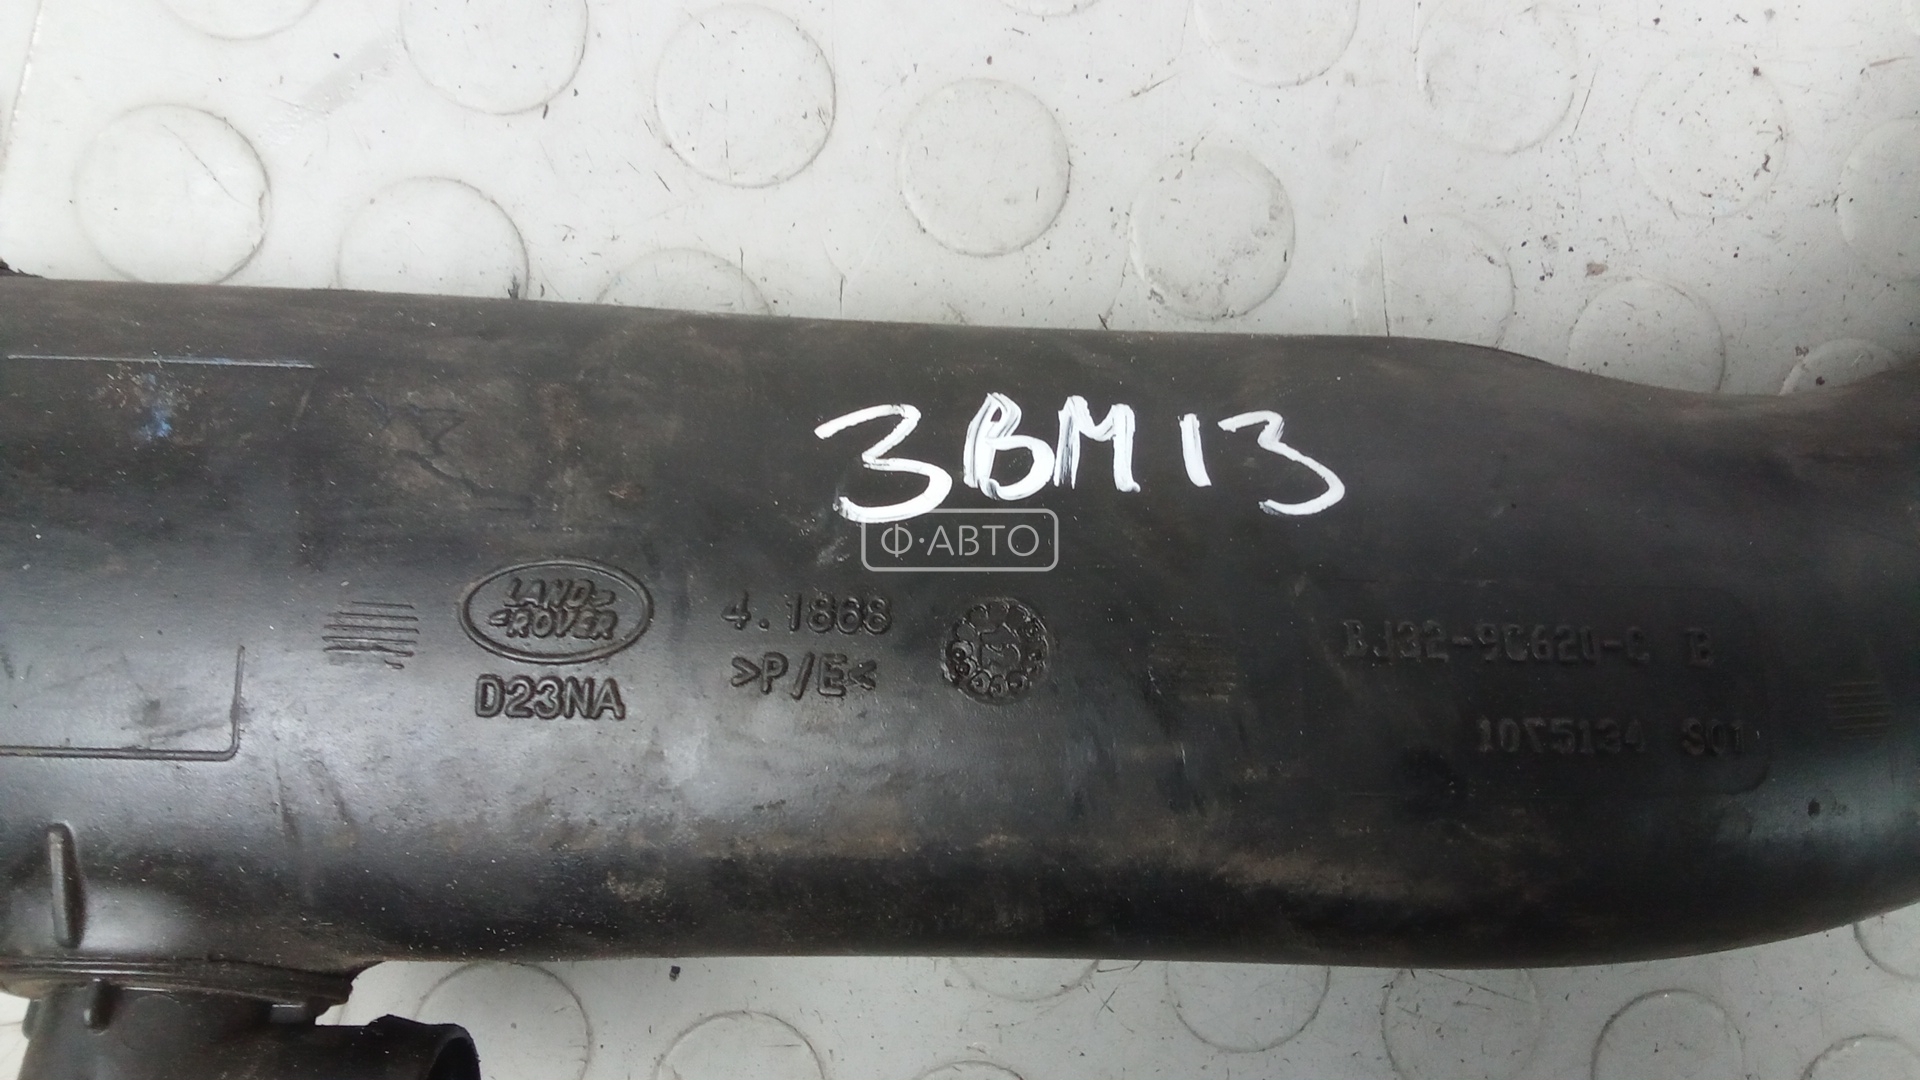 3BM13
Ф·АВТО
LAND ROVER
D23NA
4.1868
>P/E<
BJ32-9C620-C B
1075134 S01